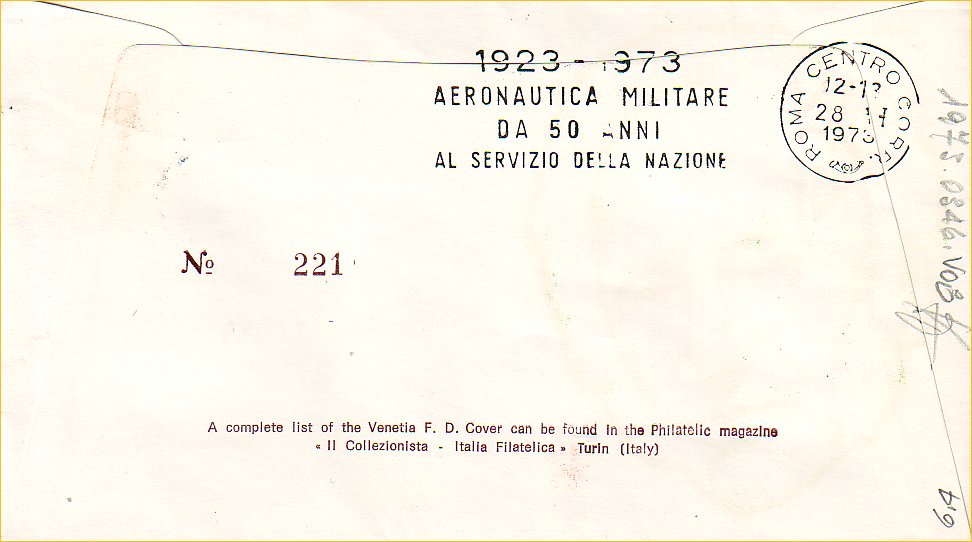 1923 - 1973
AERONAUTICA MILITARE
DA 50 ANNI
AL SERVIZIO DELLA NAZIONE
ROMA CENTRO CORR.
12-13
28
1973
№ 221
A complete list of the Venetia F. D. Cover can be found in the Philatelic magazine
« Il Collezionista - Italia Filatelica » Turin (Italy)
64